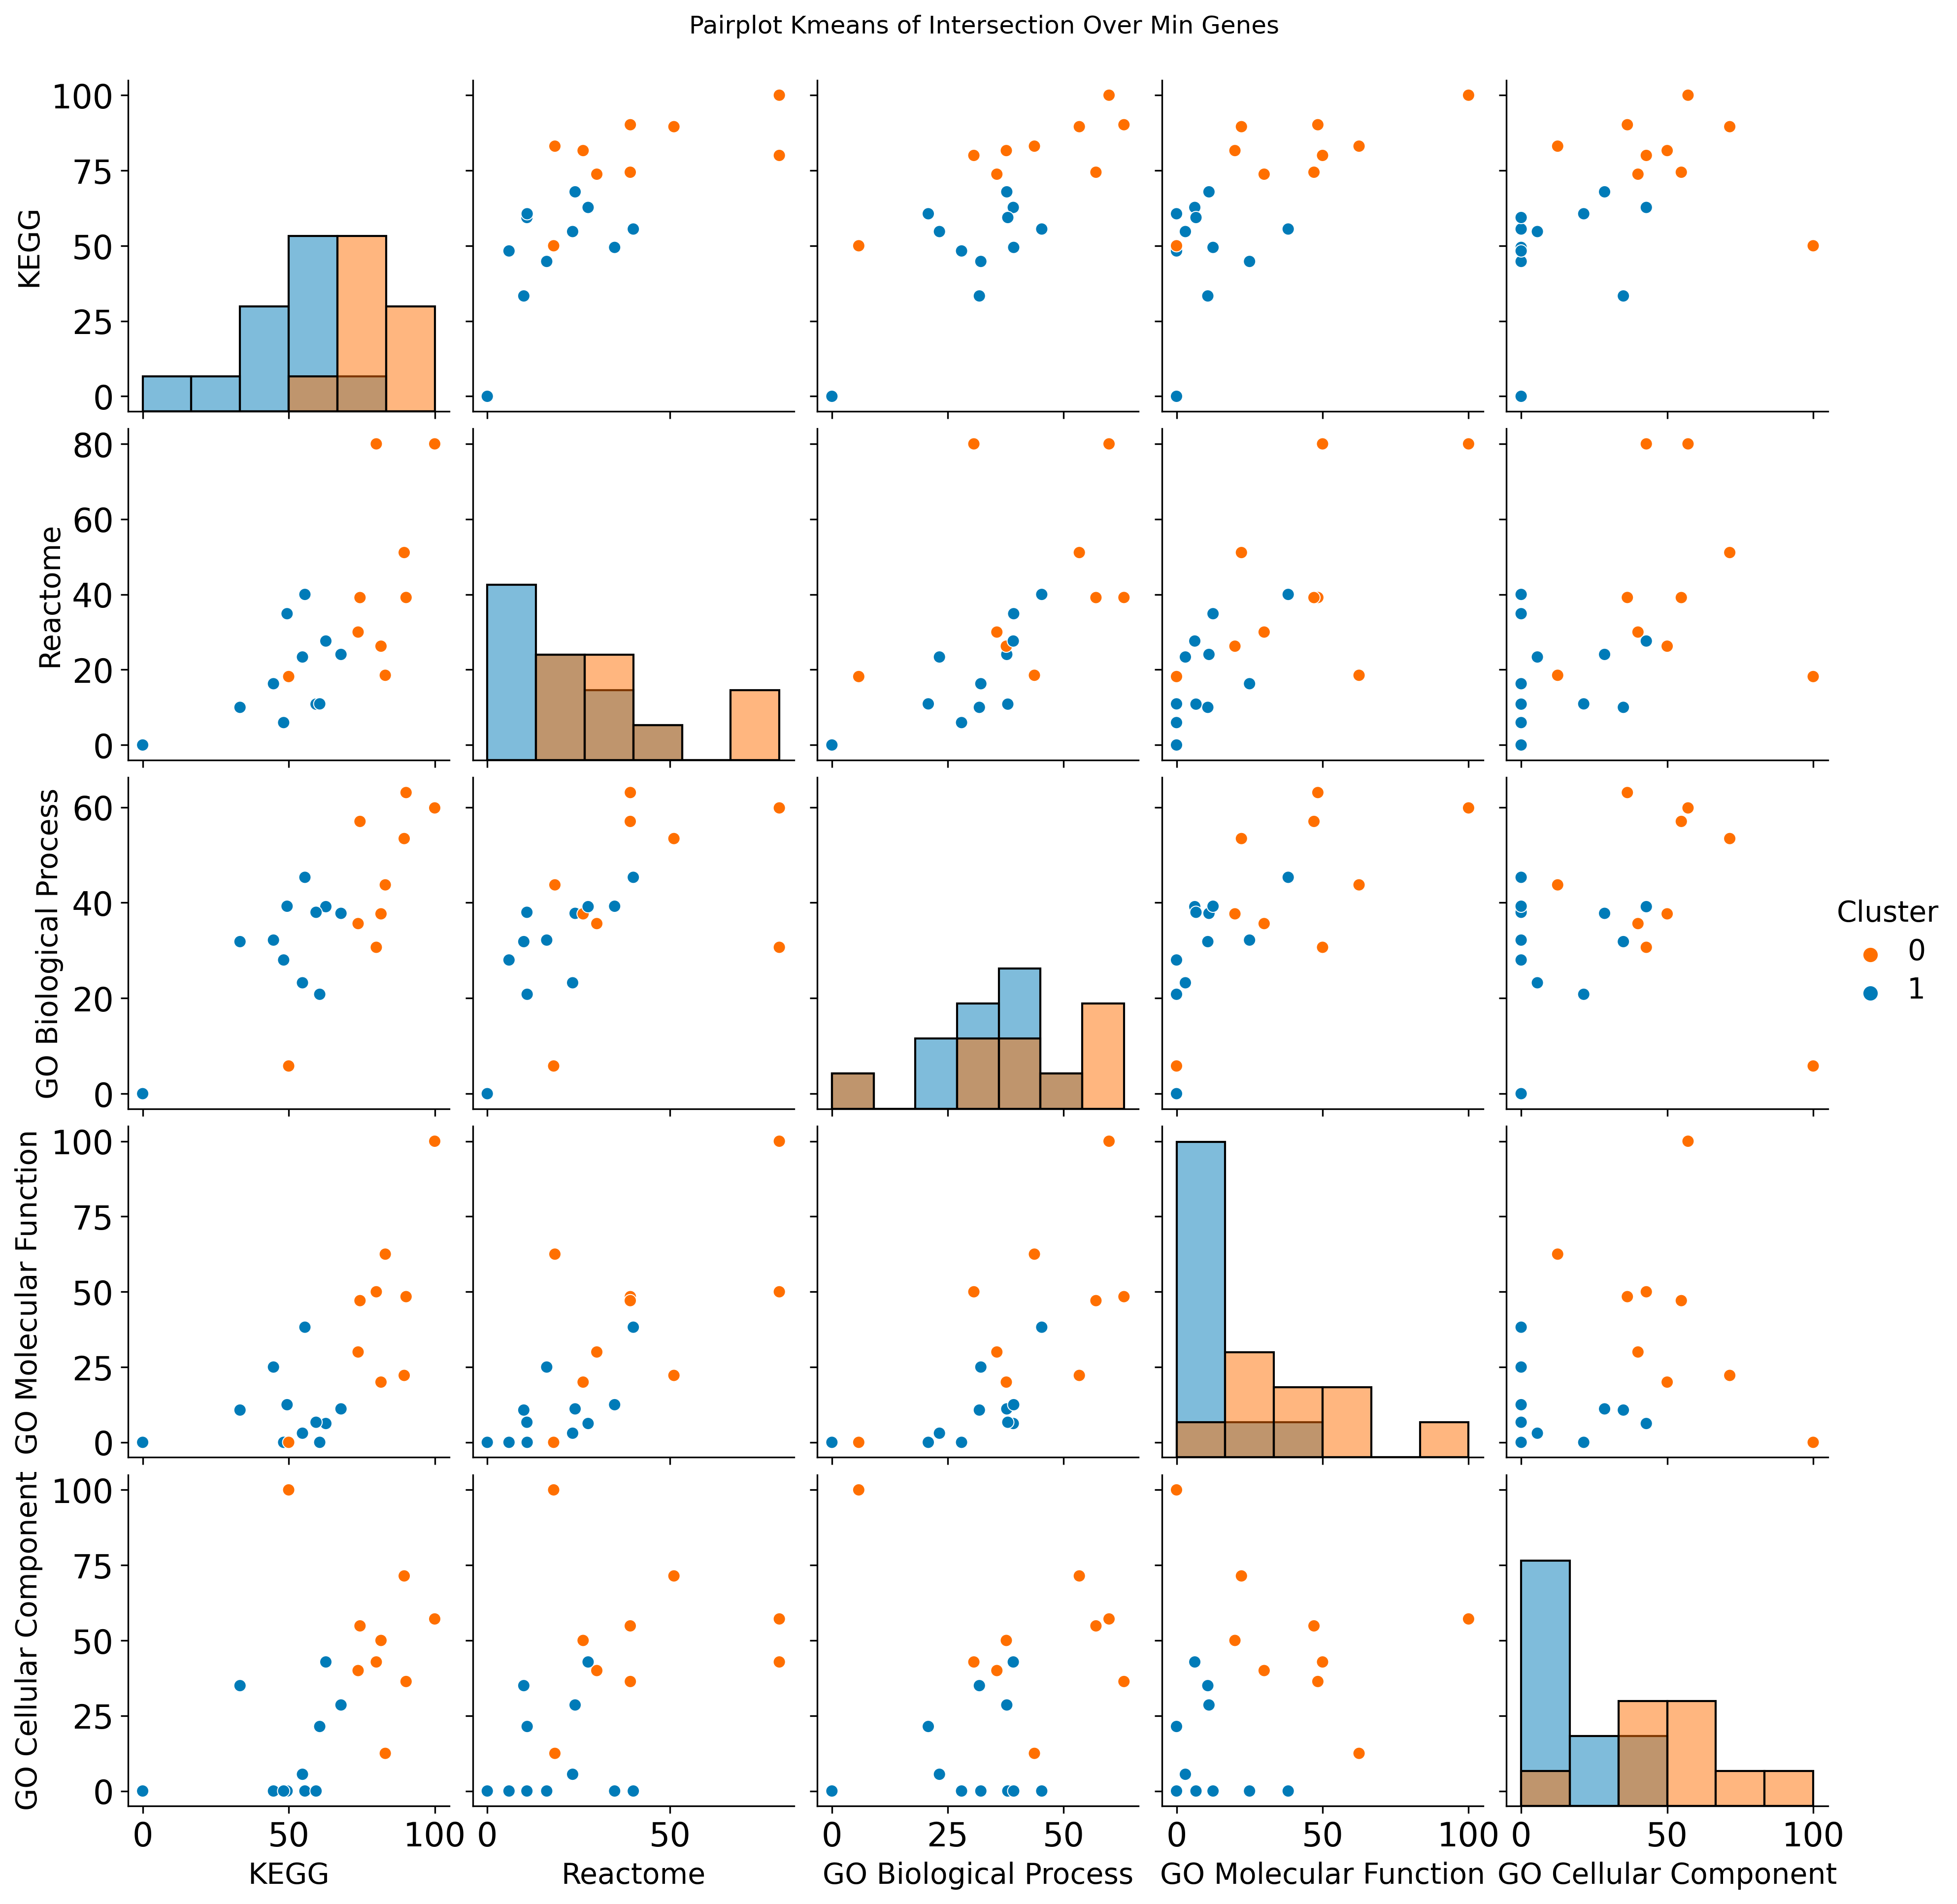 Pairplot Kmeans of Intersection Over Min Genes
100
75
50
25
0
KEGG
80
60
40
20
0
Reactome
60
40
20
0
GO Biological Process
Cluster
0
1
100
75
50
25
0
GO Molecular Function
100
75
50
25
0
GO Cellular Component
0 50 100 0 50 0 25 50 0 50 100 0 50 100
KEGG Reactome GO Biological Process GO Molecular Function GO Cellular Component